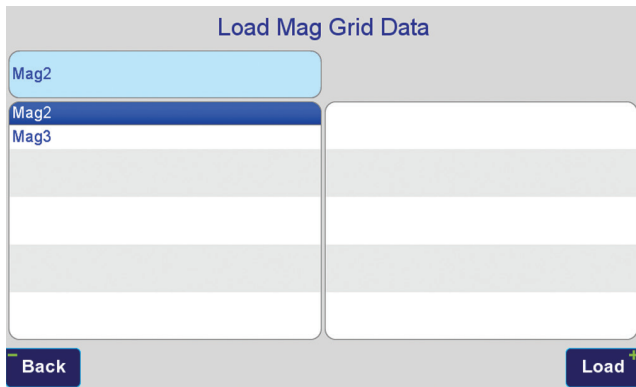 Load Mag Grid Data
Mag2
Mag2
Mag3
− Back
Load +